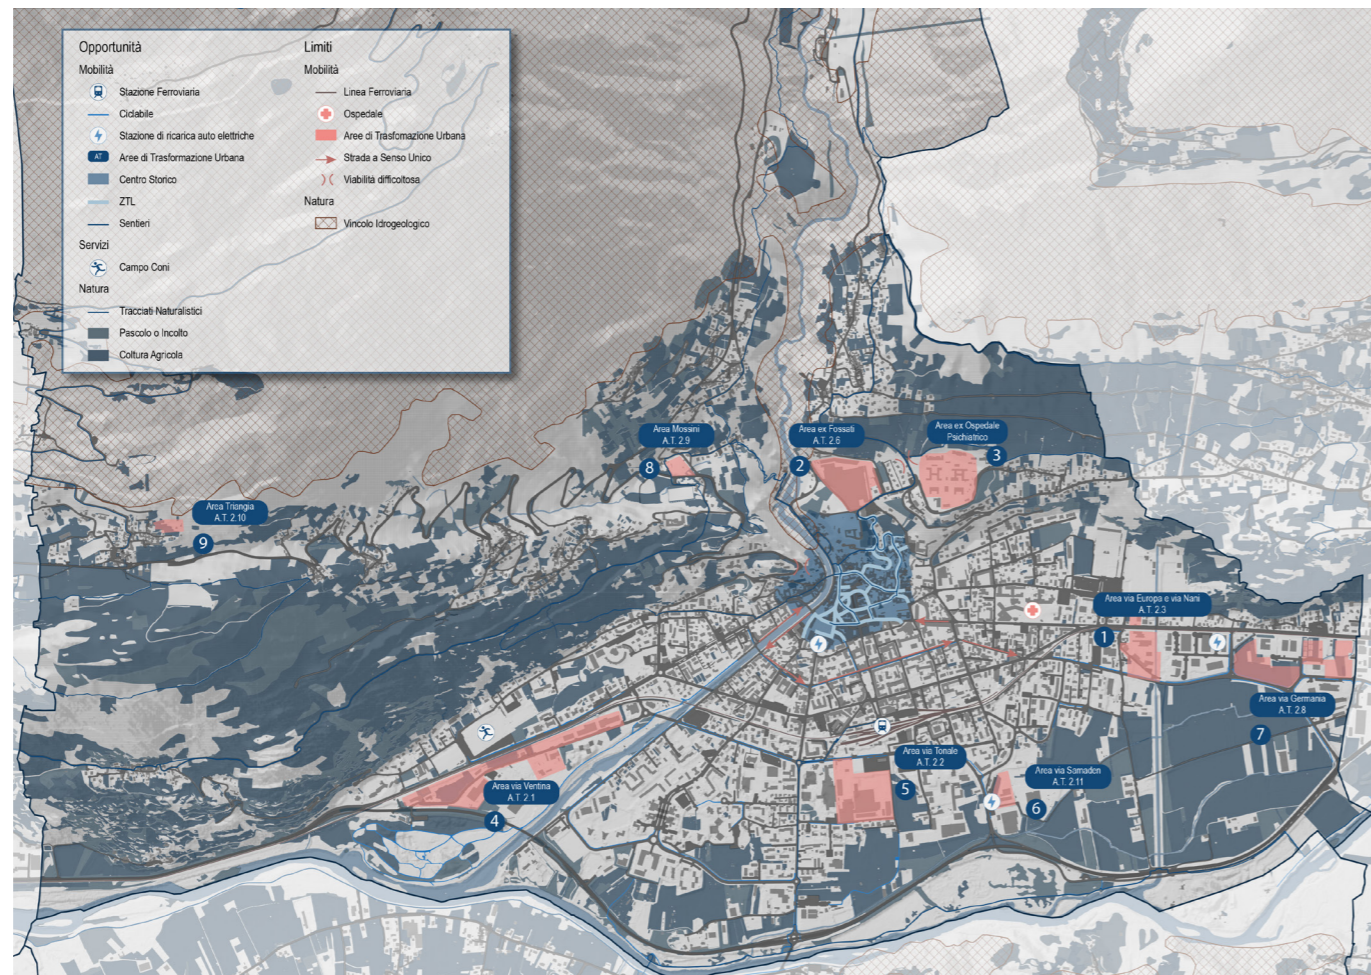 Opportunità
Mobilità
Stazione Ferroviaria
Ciclabile
Stazione di ricarica auto elettriche
AT
Aree di Trasformazione Urbana
Centro Storico
ZTL
Sentieri
Servizi
Campo Coni
Natura
Tracciati Naturalistici
Pascolo o Incolto
Coltura Agricola
Limiti
Mobilità
Linea Ferroviaria
Ospedale
Aree di Trasfomazione Urbana
Strada a Senso Unico
Viabilità difficoltosa
Natura
Vincolo Idrogeologico
Area Mossini
A.T. 2.9
8
Area ex Fossati
A.T. 2.6
2
Area ex Ospedale
Psichiatrico
3
Area Triangia
A.T. 2.10
9
Area via Europa e via Nani
A.T. 2.3
1
Area via Germania
A.T. 2.8
7
Area via Tonale
A.T. 2.2
5
Area via Samaden
A.T. 2.11
6
Area via Ventina
A.T. 2.1
4